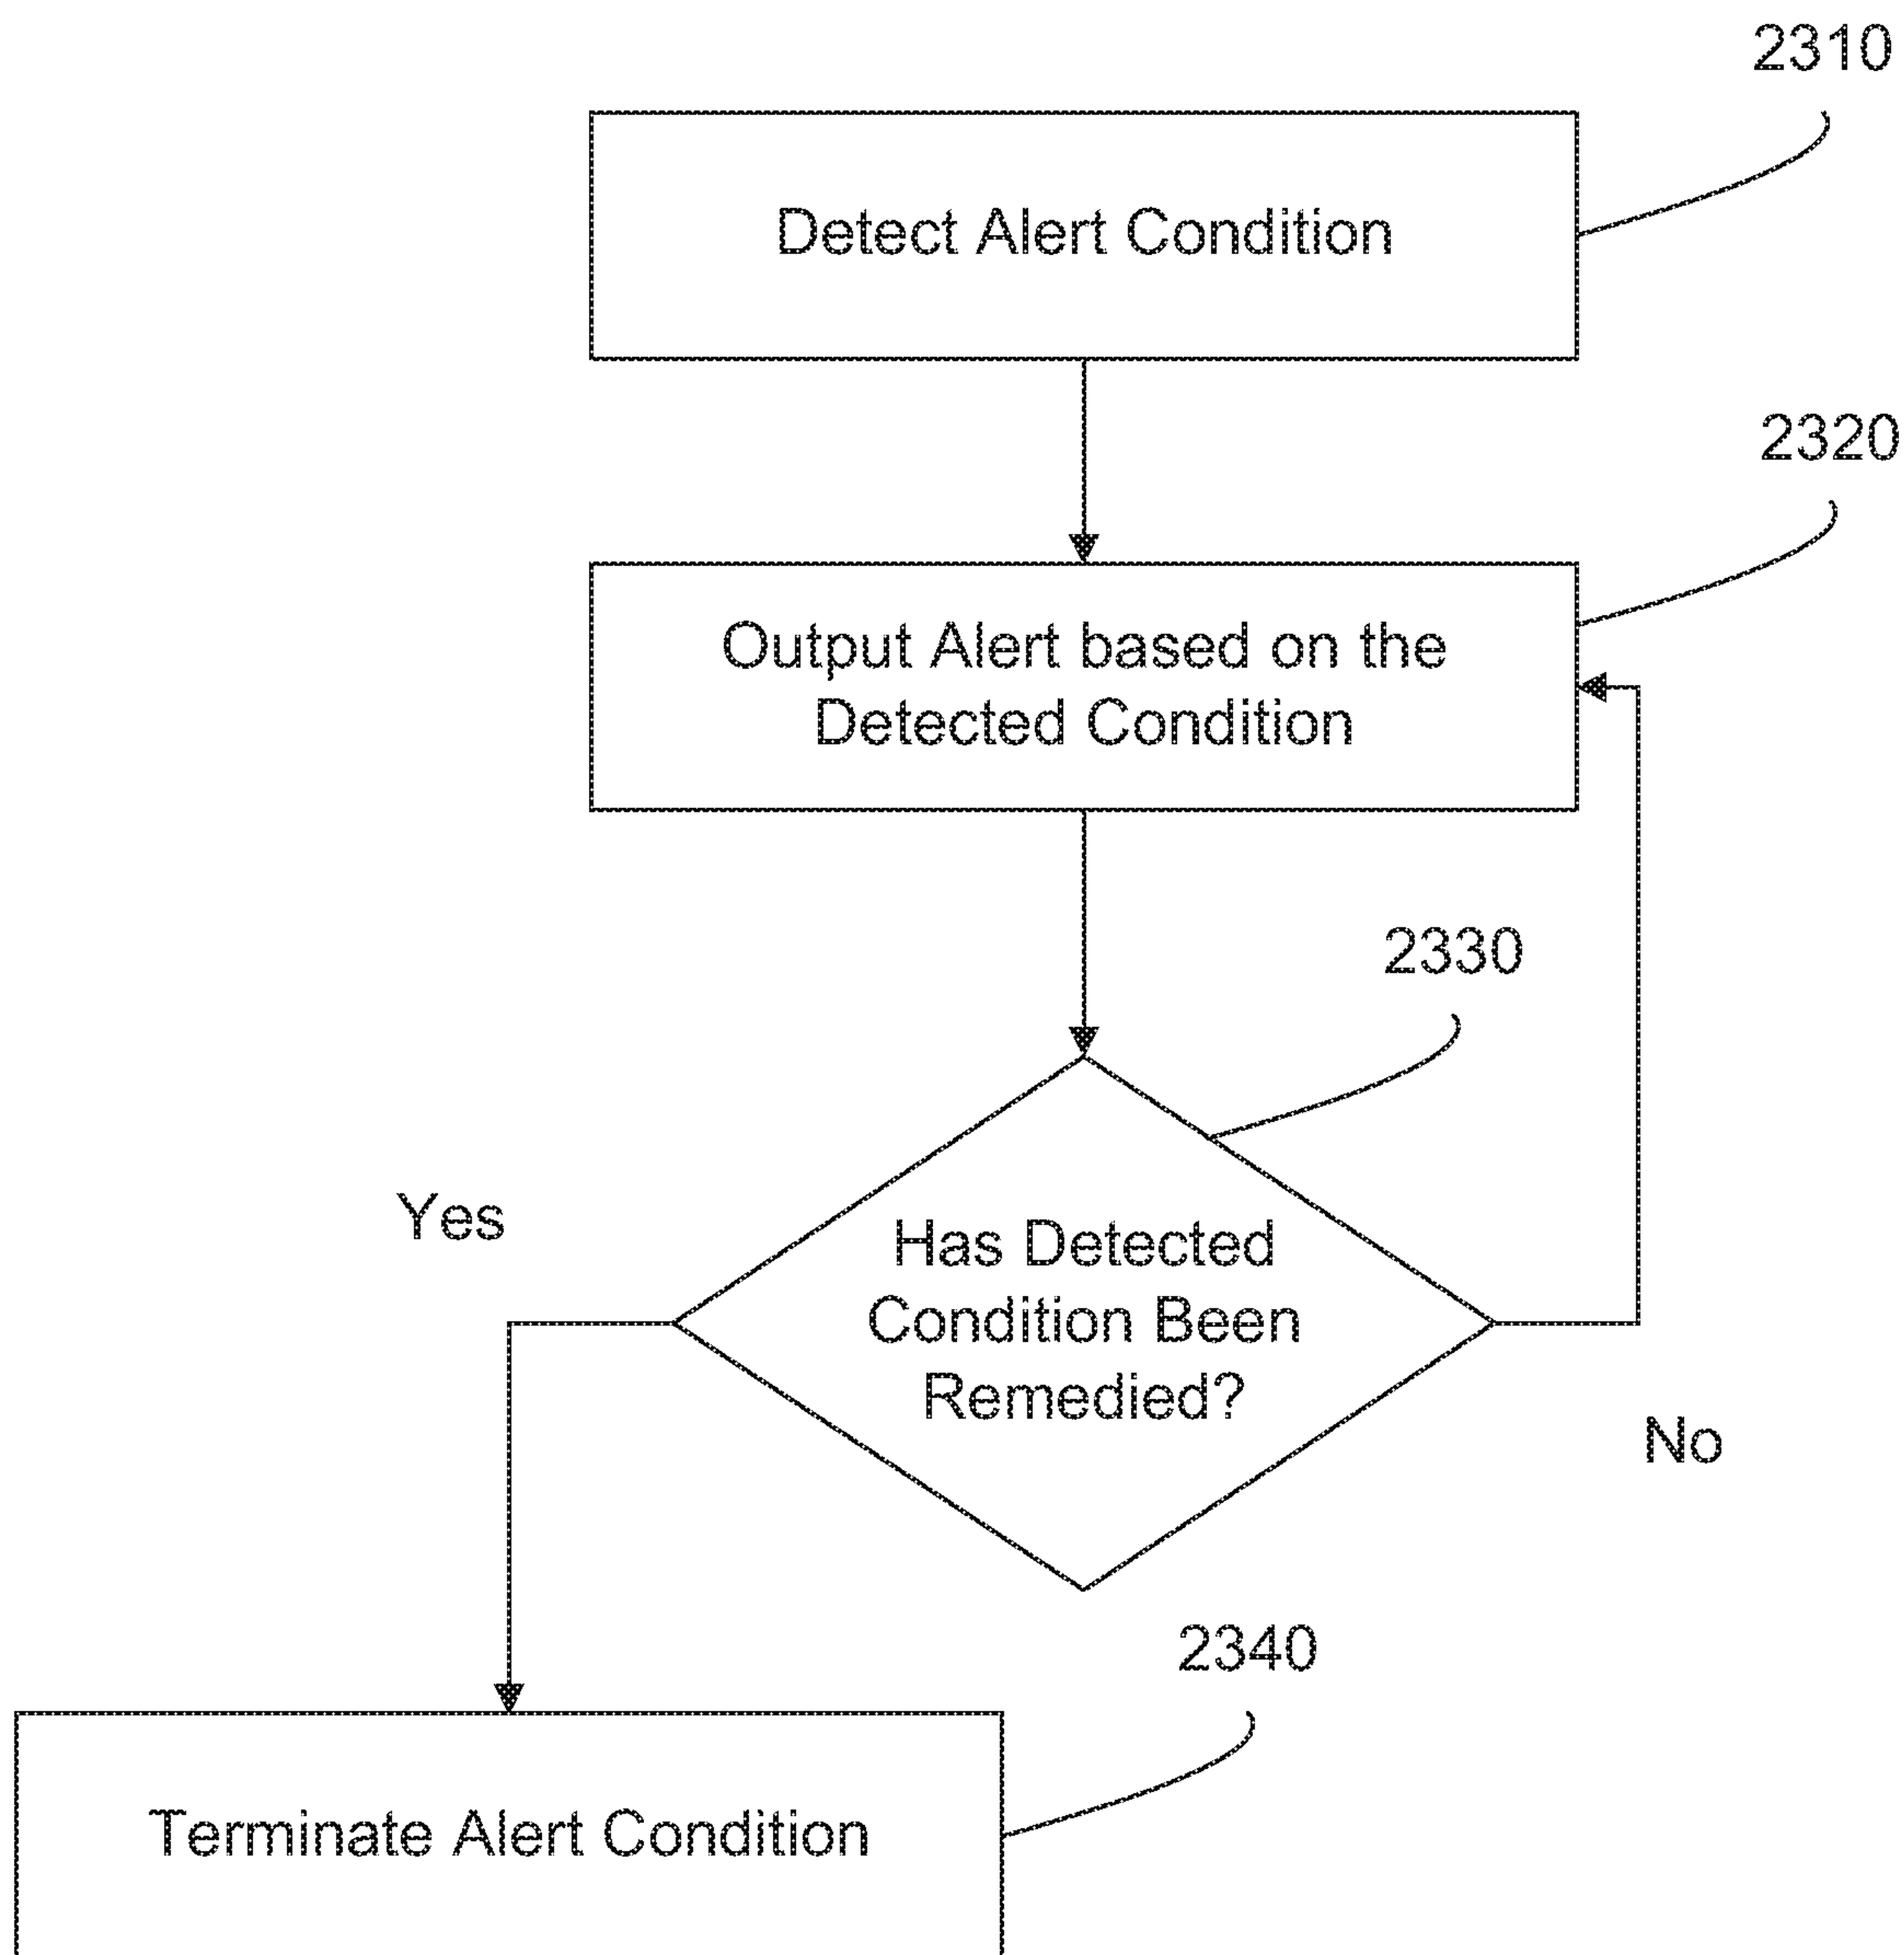 2310
Detect Alert Condition
2320
Output Alert based on the
Detected Condition
2330
Yes
Has Detected
Condition Been
Remedied?
No
2340
Terminate Alert Condition